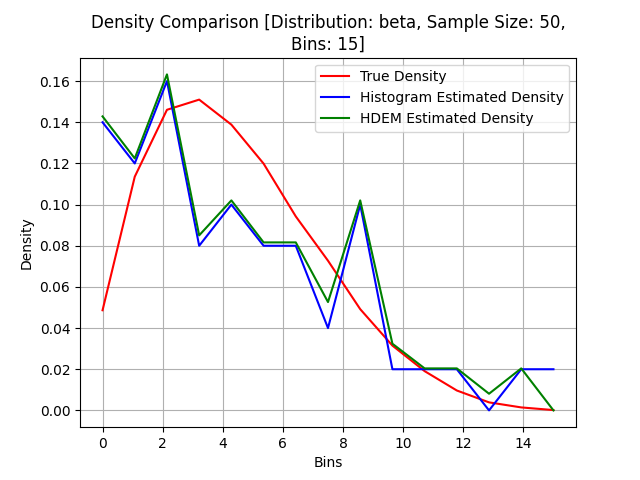 Density Comparison [Distribution: beta, Sample Size: 50,
Bins: 15]
True Density
Histogram Estimated Density
HDEM Estimated Density
Density
0.16
0.14
0.12
0.10
0.08
0.06
0.04
0.02
0.00
0 2 4 6 8 10 12 14
Bins